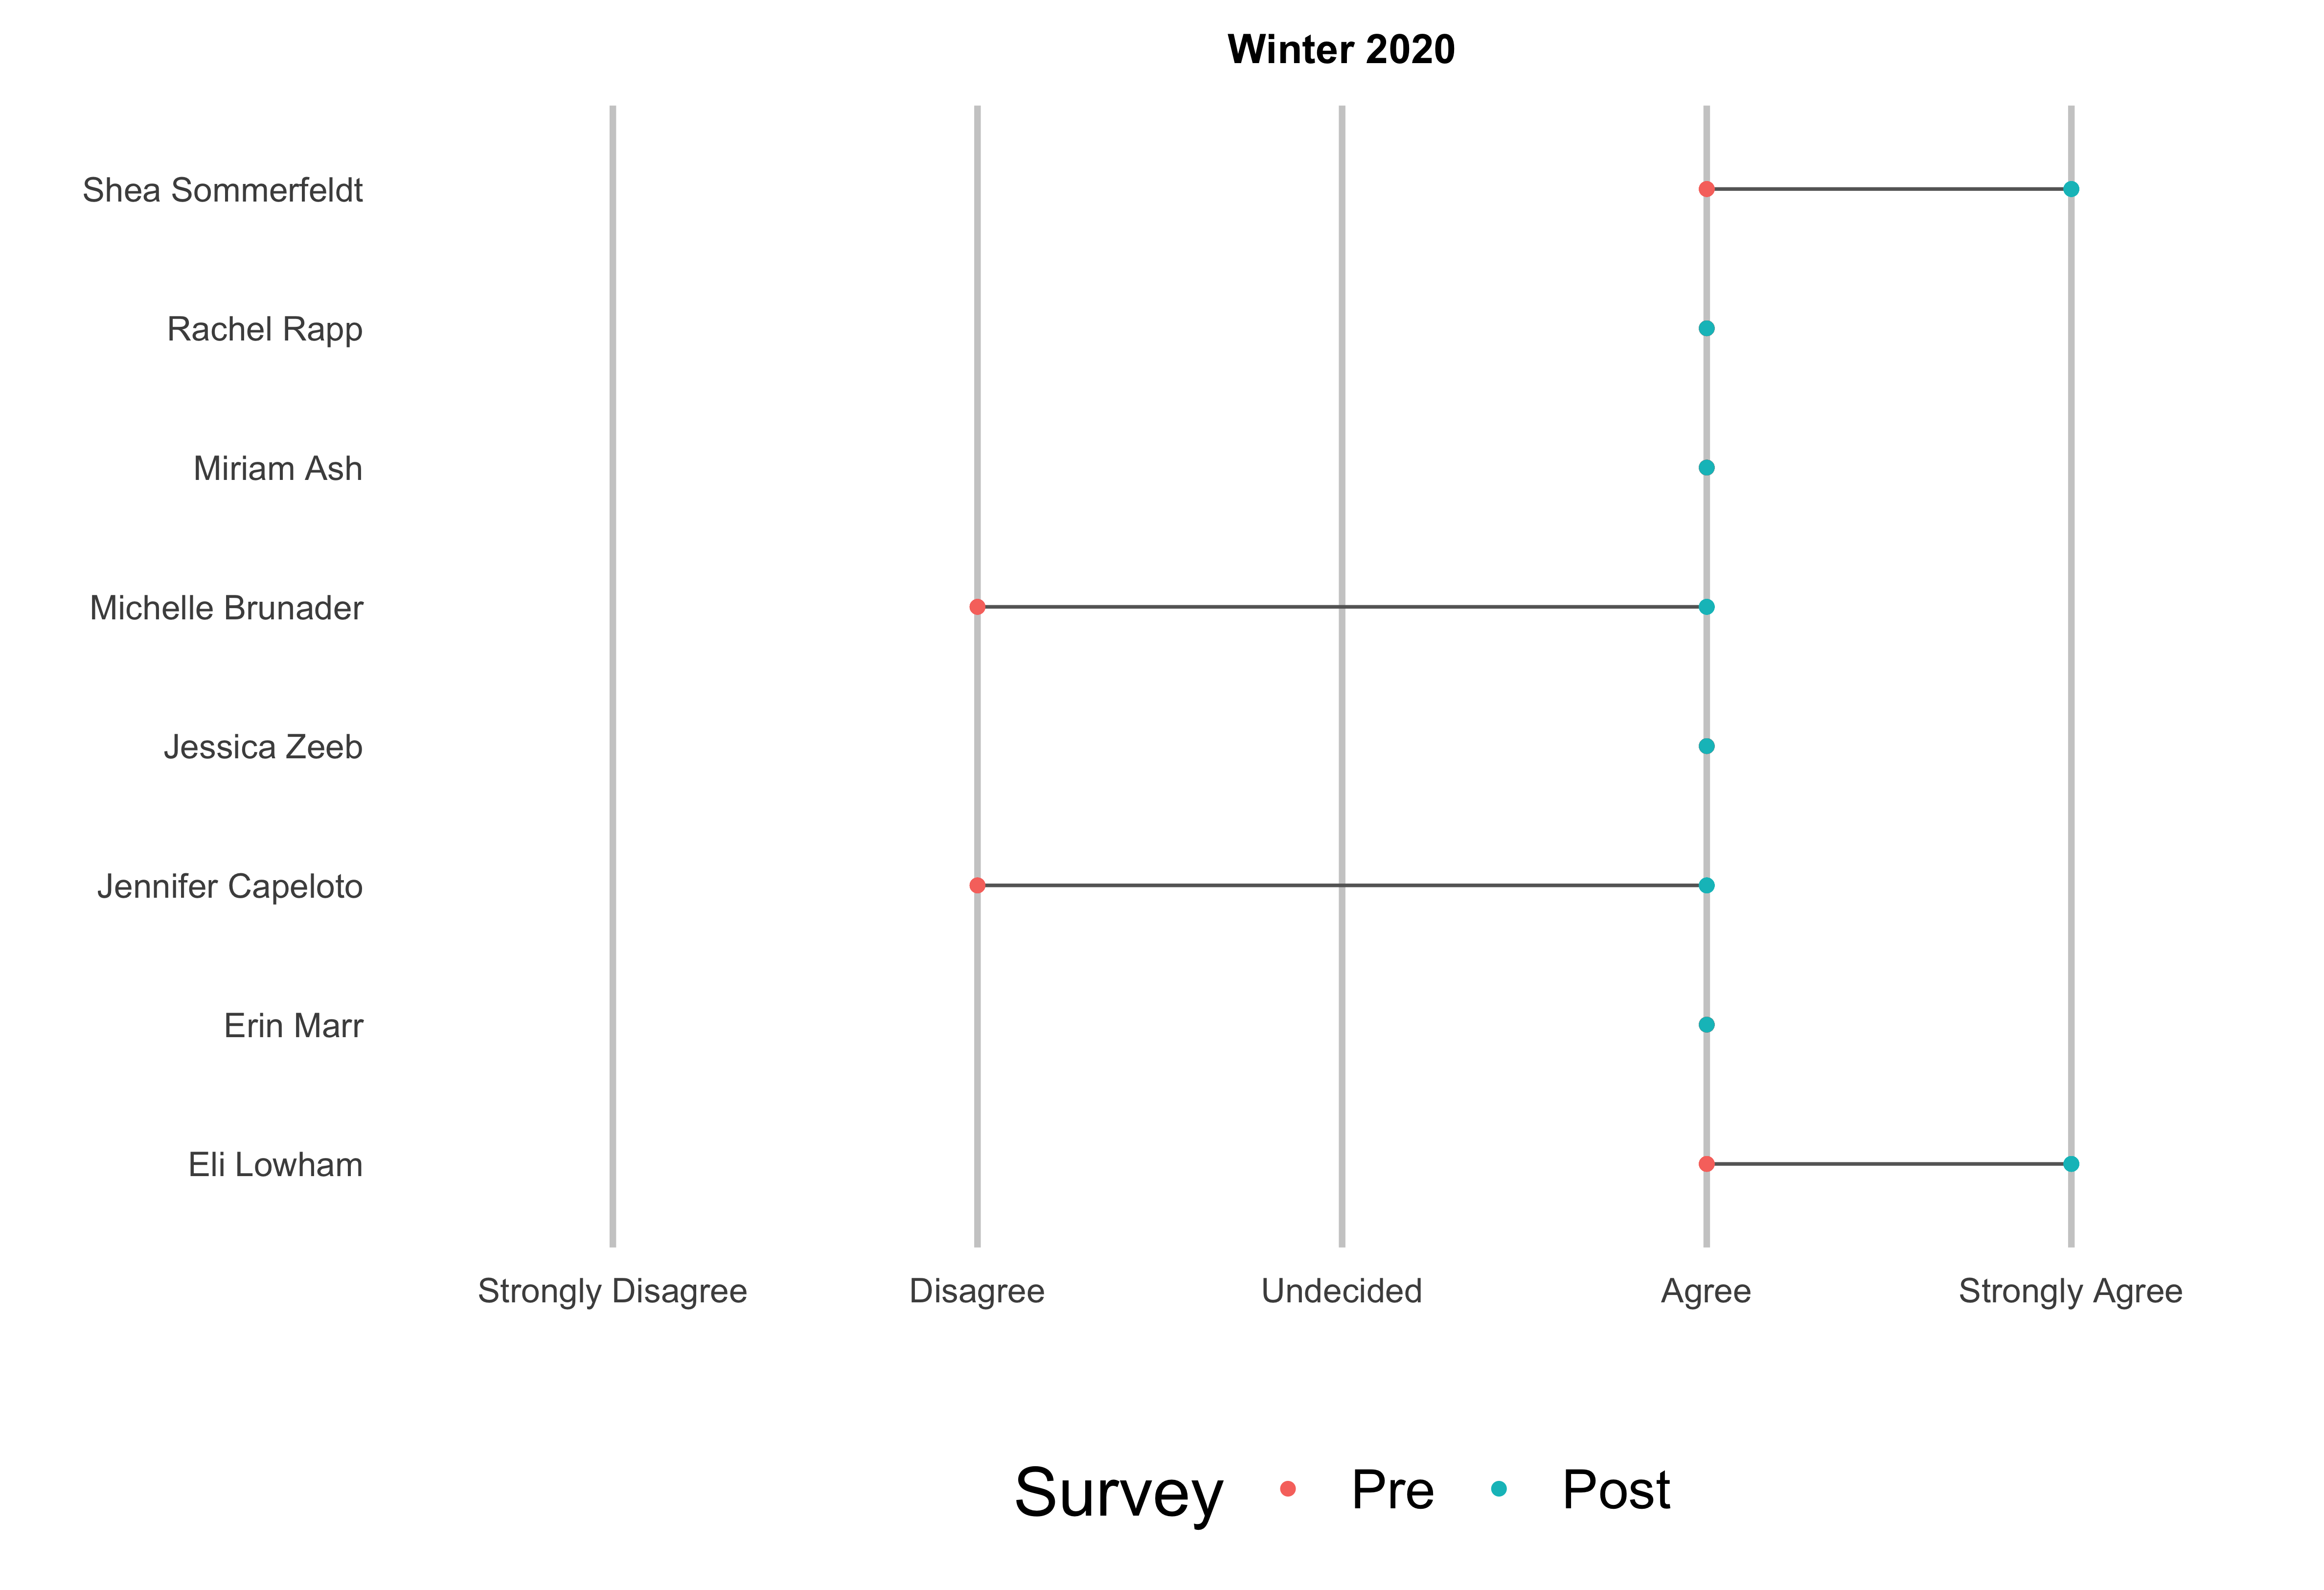 Winter 2020
Shea Sommerfeldt
Rachel Rapp
Miriam Ash
Michelle Brunader
Jessica Zeeb
Jennifer Capeloto
Erin Marr
Eli Lowham
Strongly Disagree Disagree Undecided Agree Strongly Agree
Survey Pre Post